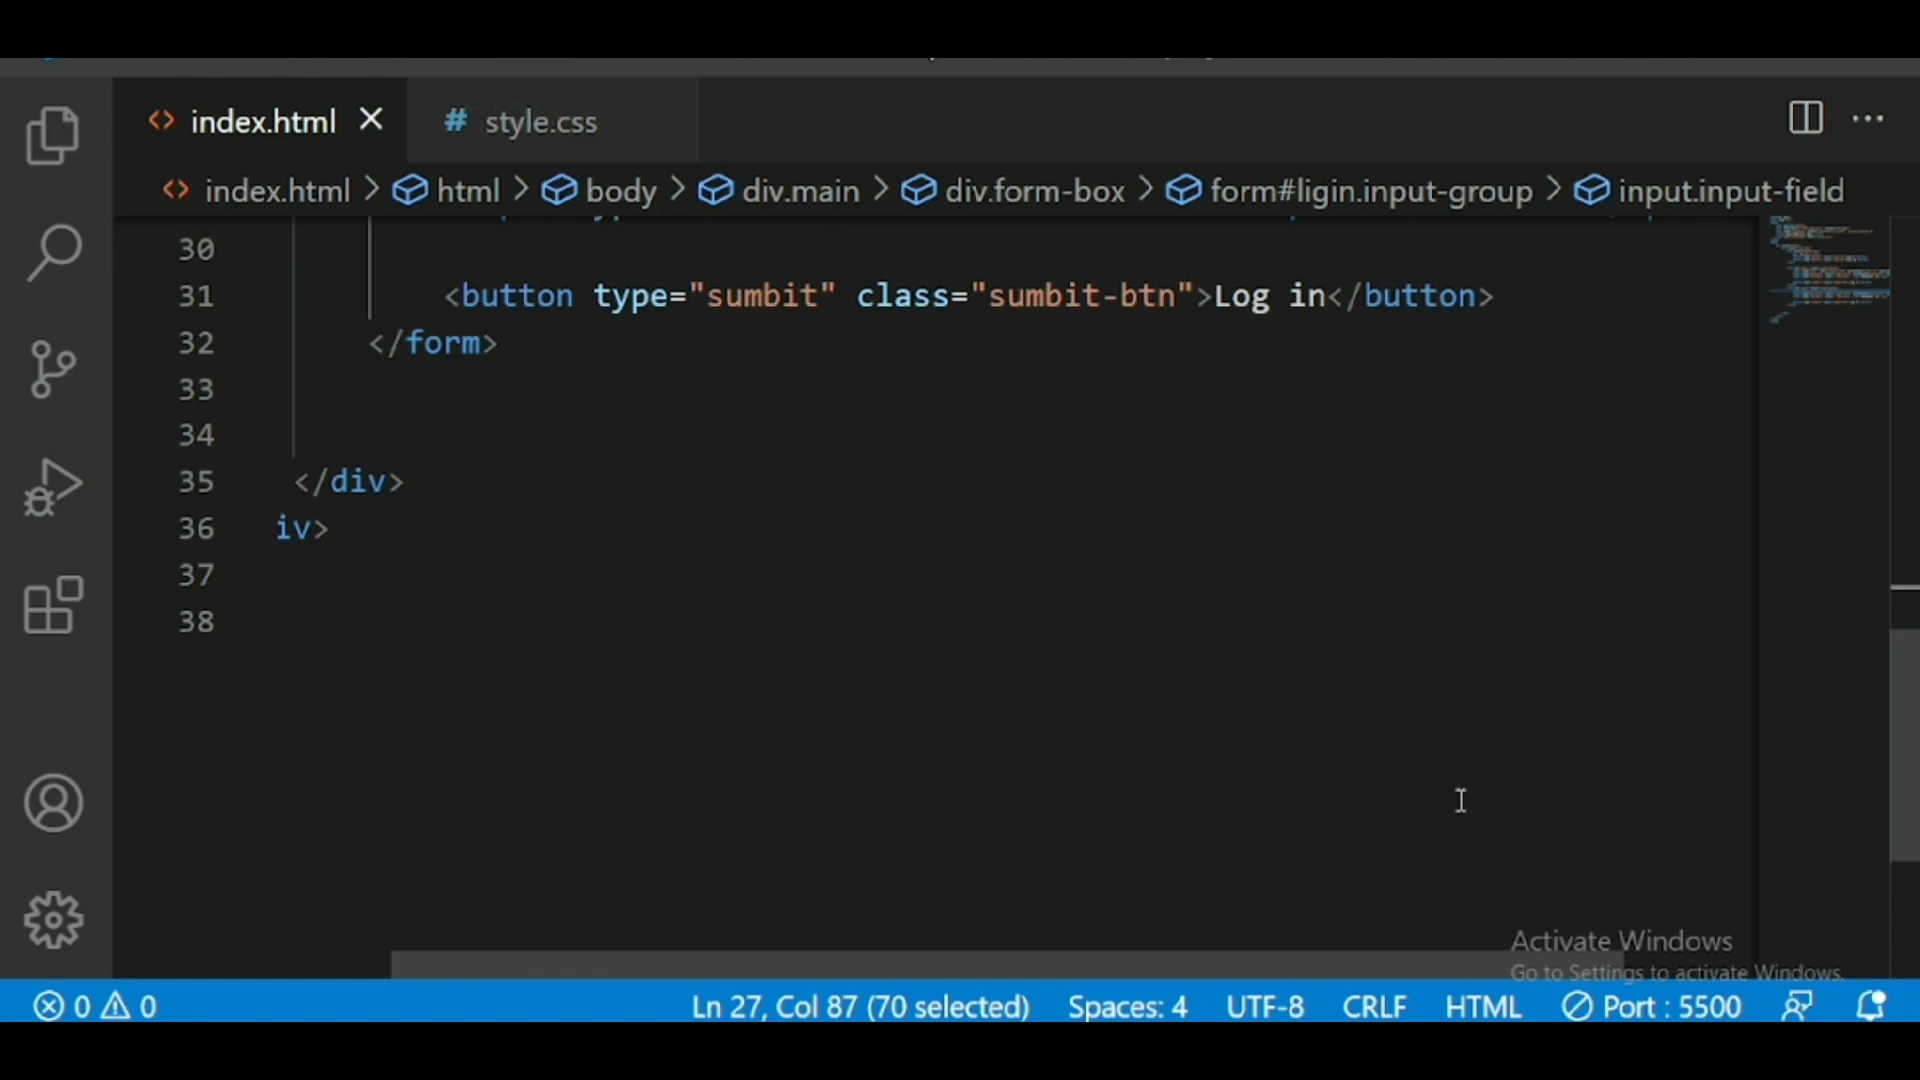 index.html
# style.css
index.html > html > body > div.main > div.form-box > form#ligin.input-group > input.input-field
30
31 <button type="sumbit" class="sumbit-btn">Log in</button>
32 </form>
33
34
35 </div>
36 iv>
37
38
Activate Windows
Go to Settings to activate Windows.
0 0 Ln 27, Col 87 (70 selected) Spaces: 4 UTF-8 CRLF HTML Port : 5500